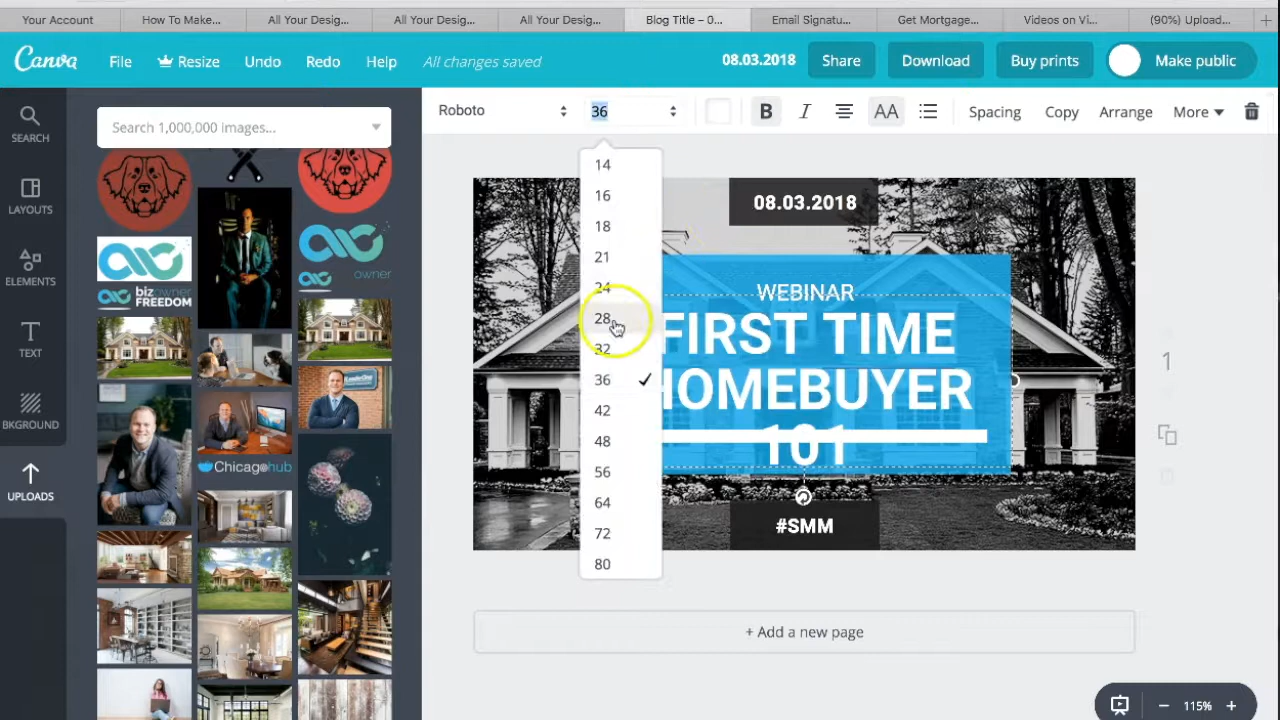 Your Account
How To Make...
All Your Desig...
All Your Desig...
All Your Desig...
Blog Title – 0...
Email Signatu...
Get Mortgage...
Videos on Vi...
(90%) Upload...
Canva
File
Resize
Undo
Redo
Help
All changes saved
08.03.2018
Share
Download
Buy prints
Make public
Roboto
36
B
I
AA
Spacing
Copy
Arrange
More
Search 1,000,000 images...
SEARCH
LAYOUTS
ELEMENTS
TEXT
BKGROUND
UPLOADS
owner
bizowner
FREEDOM
Chicagohub
14
16
18
21
24
28
32
36
42
48
56
64
72
80
08.03.2018
WEBINAR
FIRST TIME
HOMEBUYER
101
#SMM
1
+ Add a new page
115%